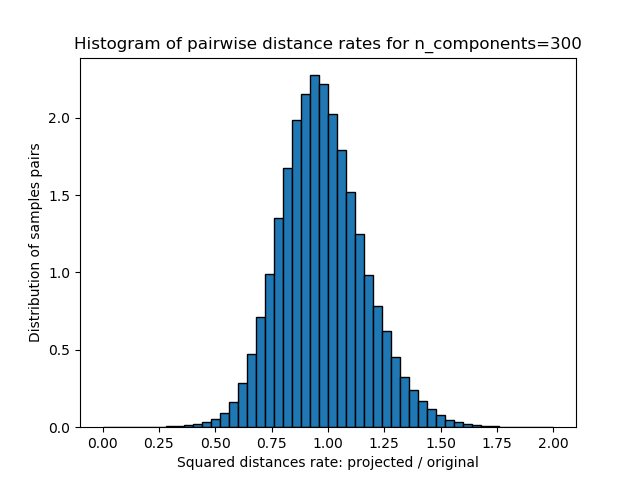 Histogram of pairwise distance rates for n_components=300
Distribution of samples pairs
2.0
1.5
1.0
0.5
0.0
0.00 0.25 0.50 0.75 1.00 1.25 1.50 1.75 2.00
Squared distances rate: projected / original